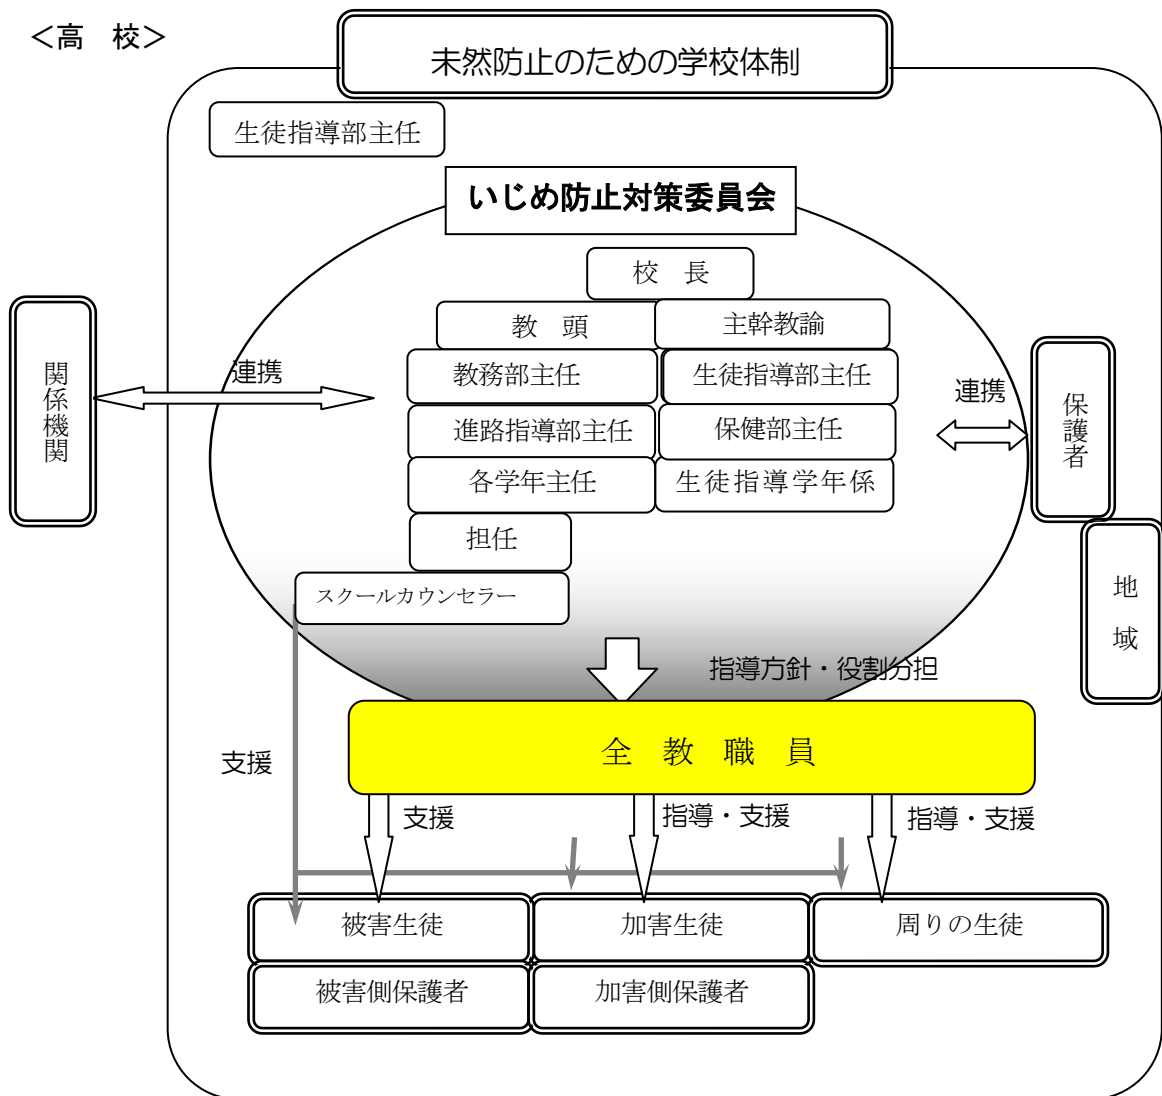 ＜高　校＞
未然防止のための学校体制
生徒指導部主任
いじめ防止対策委員会
校　長
教　頭
主幹教諭
教務部主任
生徒指導部主任
進路指導部主任
保健部主任
各学年主任
生徒指導学年係
担任
スクールカウンセラー
関係機関
連携
連携
保護者
地　域
指導方針・役割分担
全　教　職　員
支援
支援
指導・支援
指導・支援
被害生徒
加害生徒
周りの生徒
被害側保護者
加害側保護者